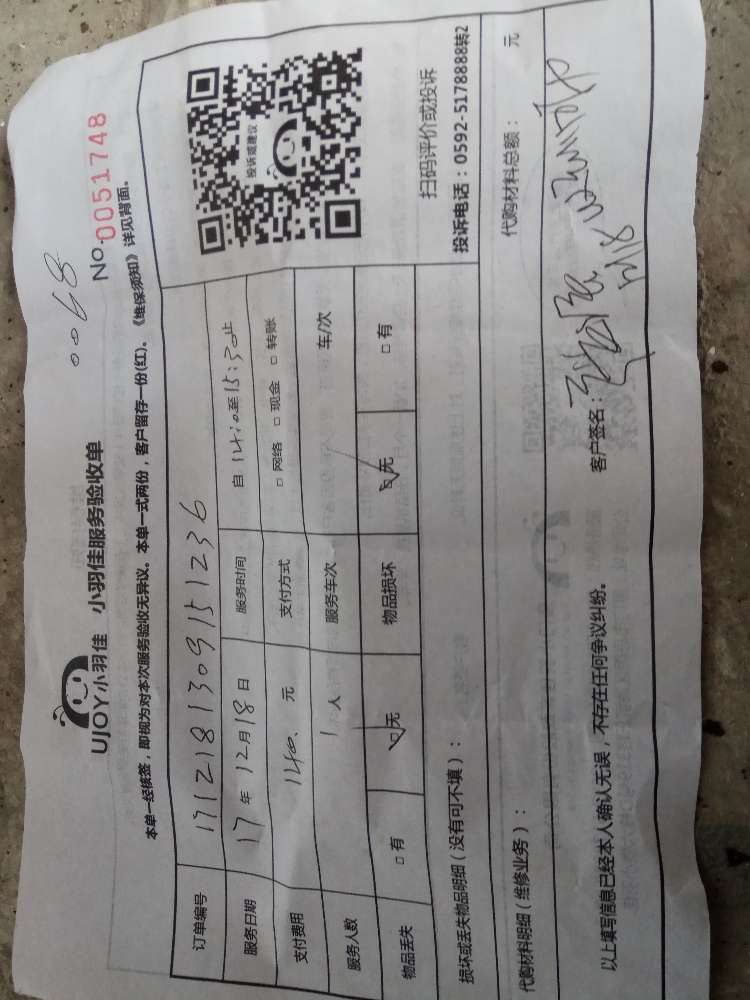 8700
UJOY小羽佳 小羽佳服务验收单
No.0051748
本单一经核签，即视为对本次服务验收无异议。本单一式两份，客户留存一份(红)。《维保须知》详见背面。
订单编号 1712181309151236
服务日期 17年12月18日 服务时间 自14:10至15:30止
支付费用 140.元 支付方式 □网络 □现金 □转账
服务人数 1人 服务车次 车/次
物品丢失 □有 ☑无 物品损坏 ☑无 □有
投诉或建议
扫码评价或投诉
投诉电话：0592-5178888转2
损坏或丢失物品明细（没有可不填）：
代购材料明细（维修业务）： 代购材料总额： 元
以上填写信息已经本人确认无误，不存在任何争议纠纷。 客户签名：